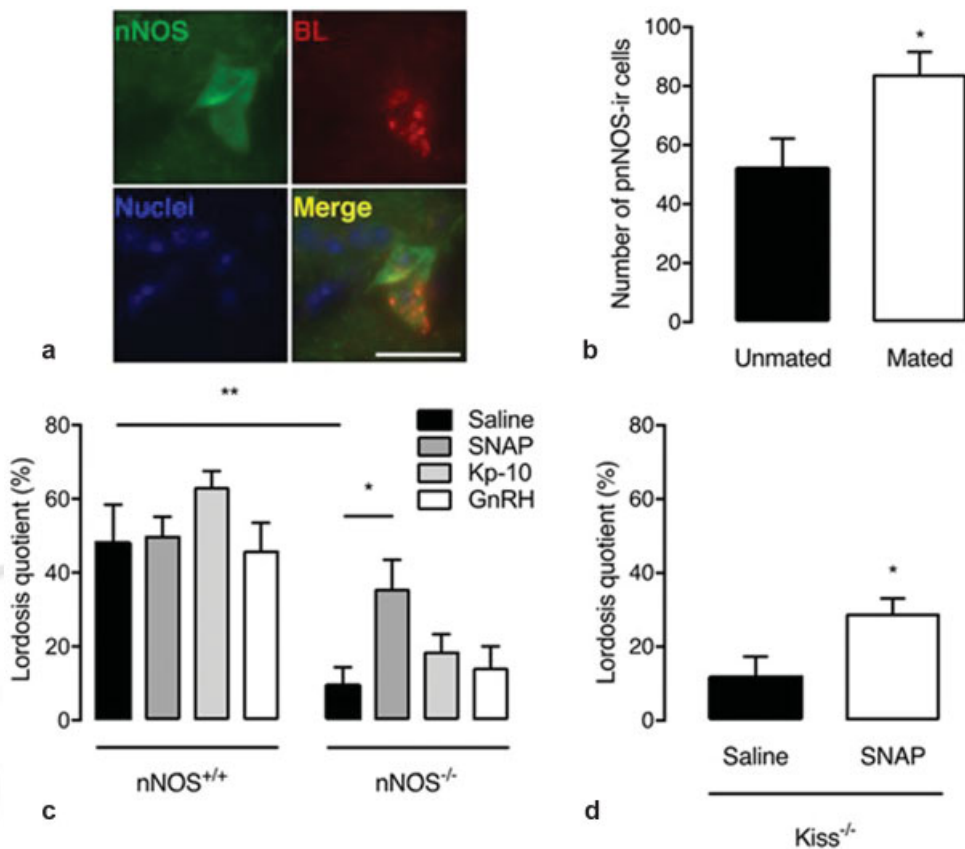 nNOS
BL
Nuclei
Merge
a
Number of pnNOS-ir cells
100
80
60
40
20
0
*
Unmated
Mated
b
Lordosis quotient (%)
80
60
40
20
0
**
*
Saline
SNAP
Kp-10
GnRH
nNOS+/+
nNOS-/-
c
Lordosis quotient (%)
80
60
40
20
0
*
Saline
SNAP
Kiss-/-
d